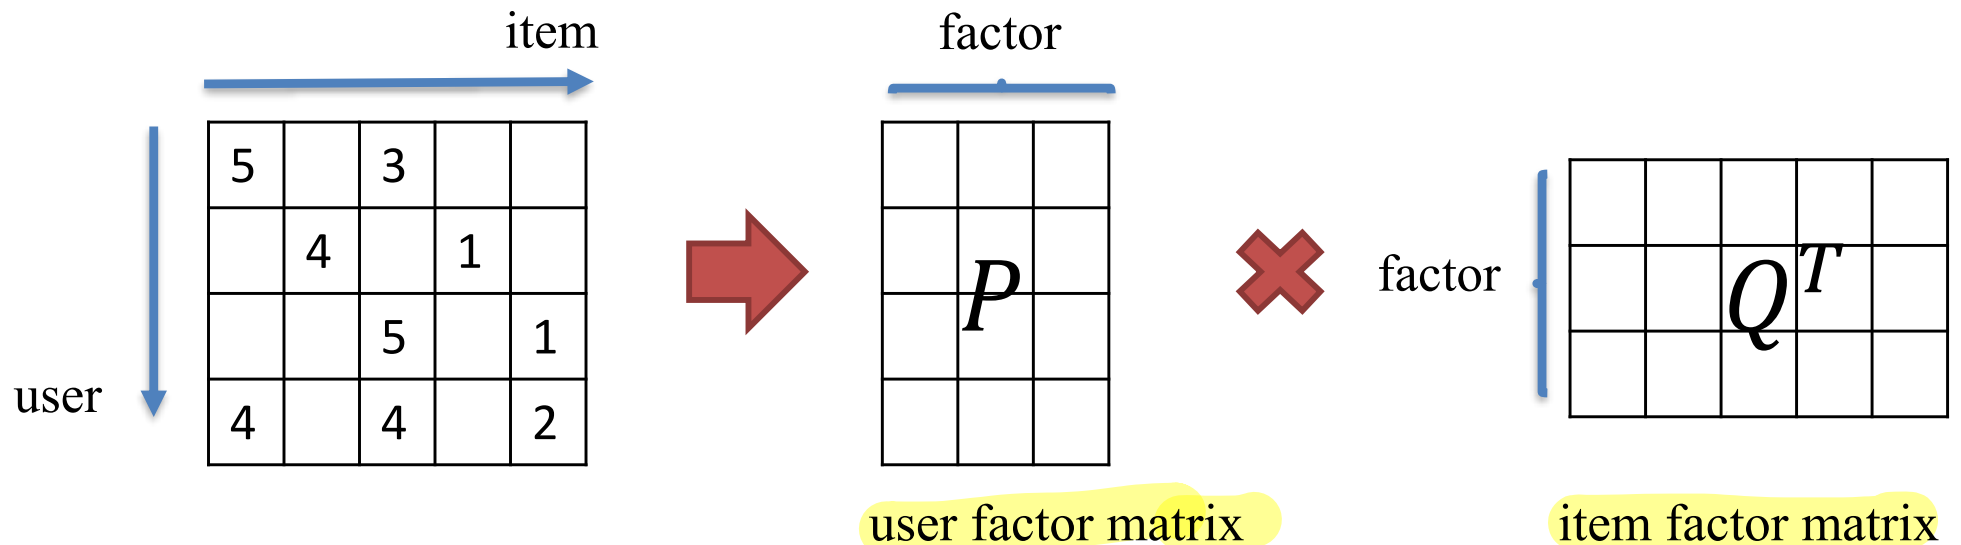 item
factor
5 3
4 1
factor
P
Q^T
5 1
user
4 4 2
user factor matrix
item factor matrix